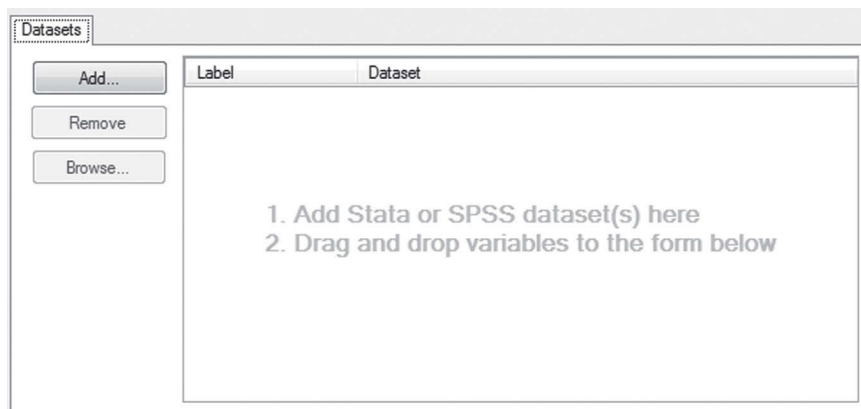 Datasets
Add...
Label Dataset
Remove
Browse...
1. Add Stata or SPSS dataset(s) here
2. Drag and drop variables to the form below